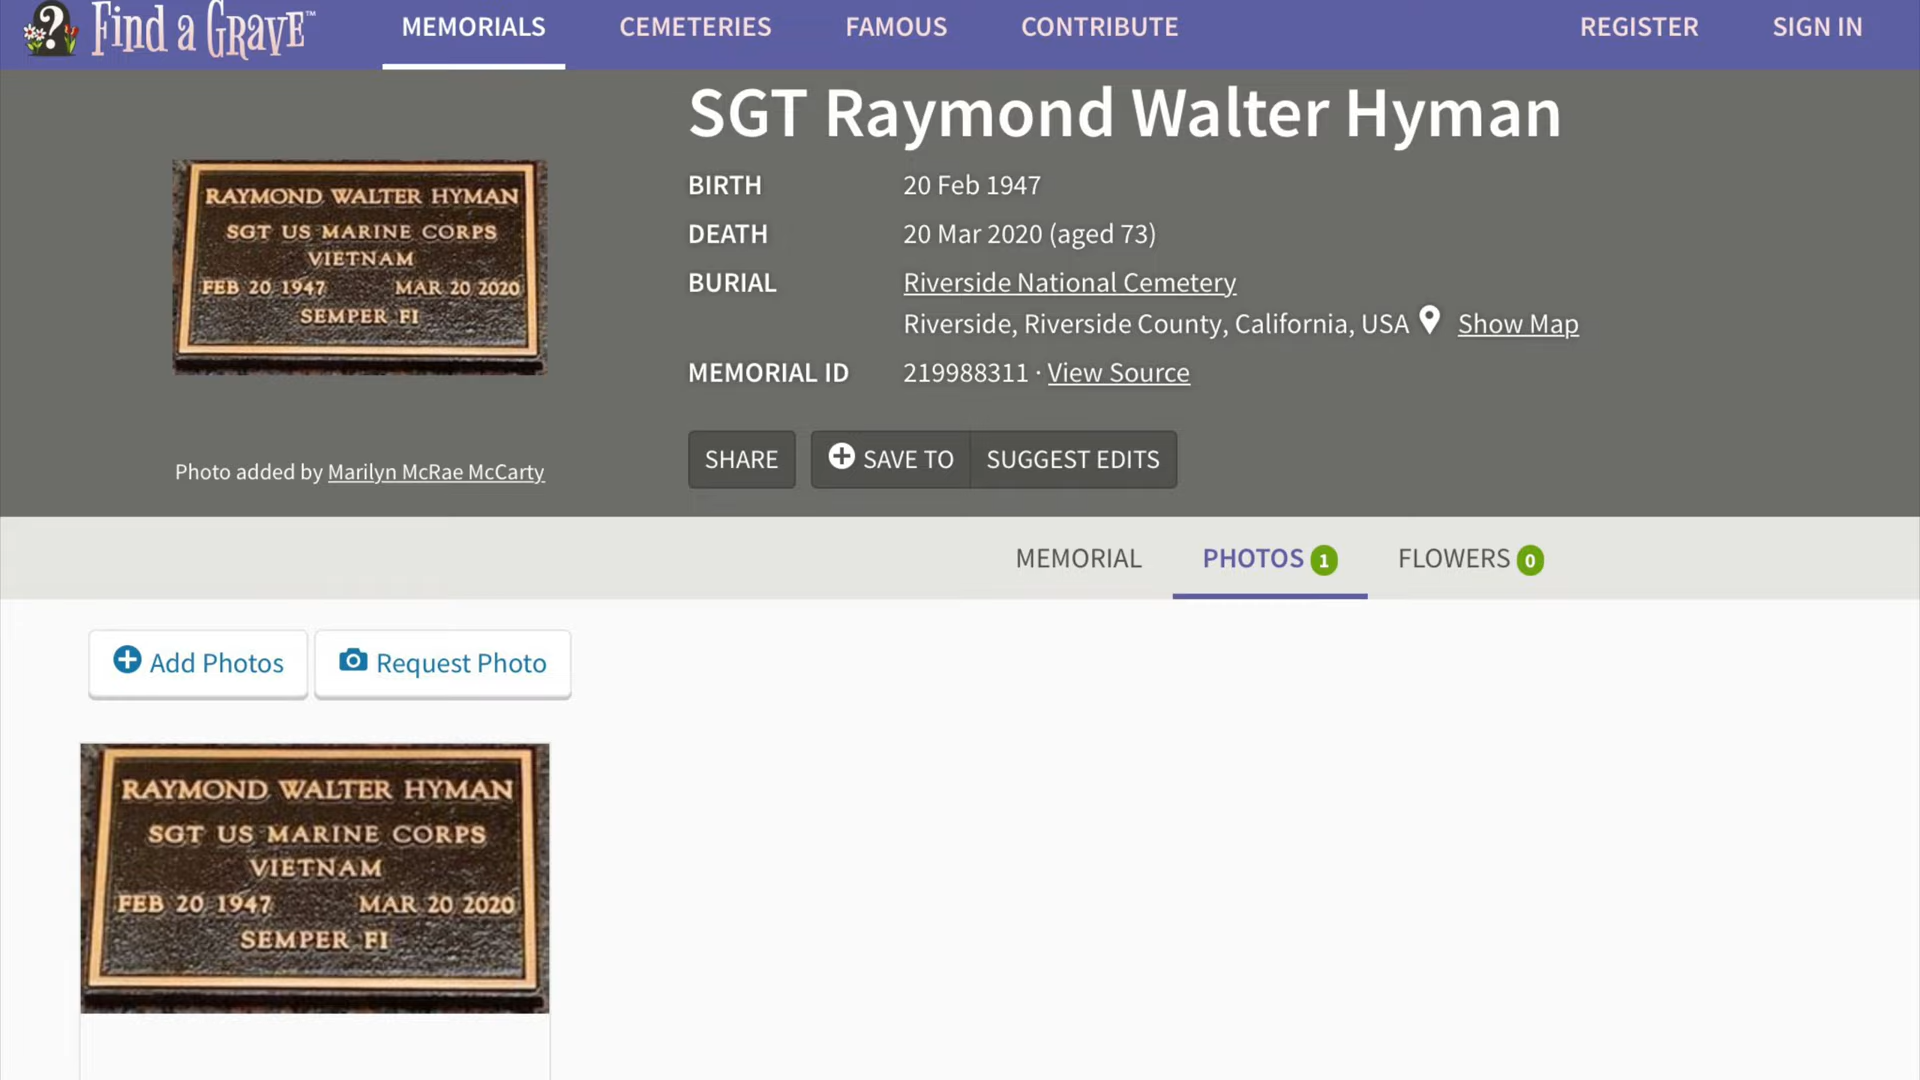 Find a GRAVE™
MEMORIALS
CEMETERIES
FAMOUS
CONTRIBUTE
REGISTER
SIGN IN
RAYMOND WALTER HYMAN
SGT US MARINE CORPS
VIETNAM
FEB 20 1947 MAR 20 2020
SEMPER FI
Photo added by Marilyn McRae McCarty
SGT Raymond Walter Hyman
BIRTH 20 Feb 1947
DEATH 20 Mar 2020 (aged 73)
BURIAL Riverside National Cemetery
Riverside, Riverside County, California, USA Show Map
MEMORIAL ID 219988311 · View Source
SHARE
SAVE TO
SUGGEST EDITS
MEMORIAL
PHOTOS 1
FLOWERS 0
Add Photos
Request Photo
RAYMOND WALTER HYMAN
SGT US MARINE CORPS
VIETNAM
FEB 20 1947 MAR 20 2020
SEMPER FI